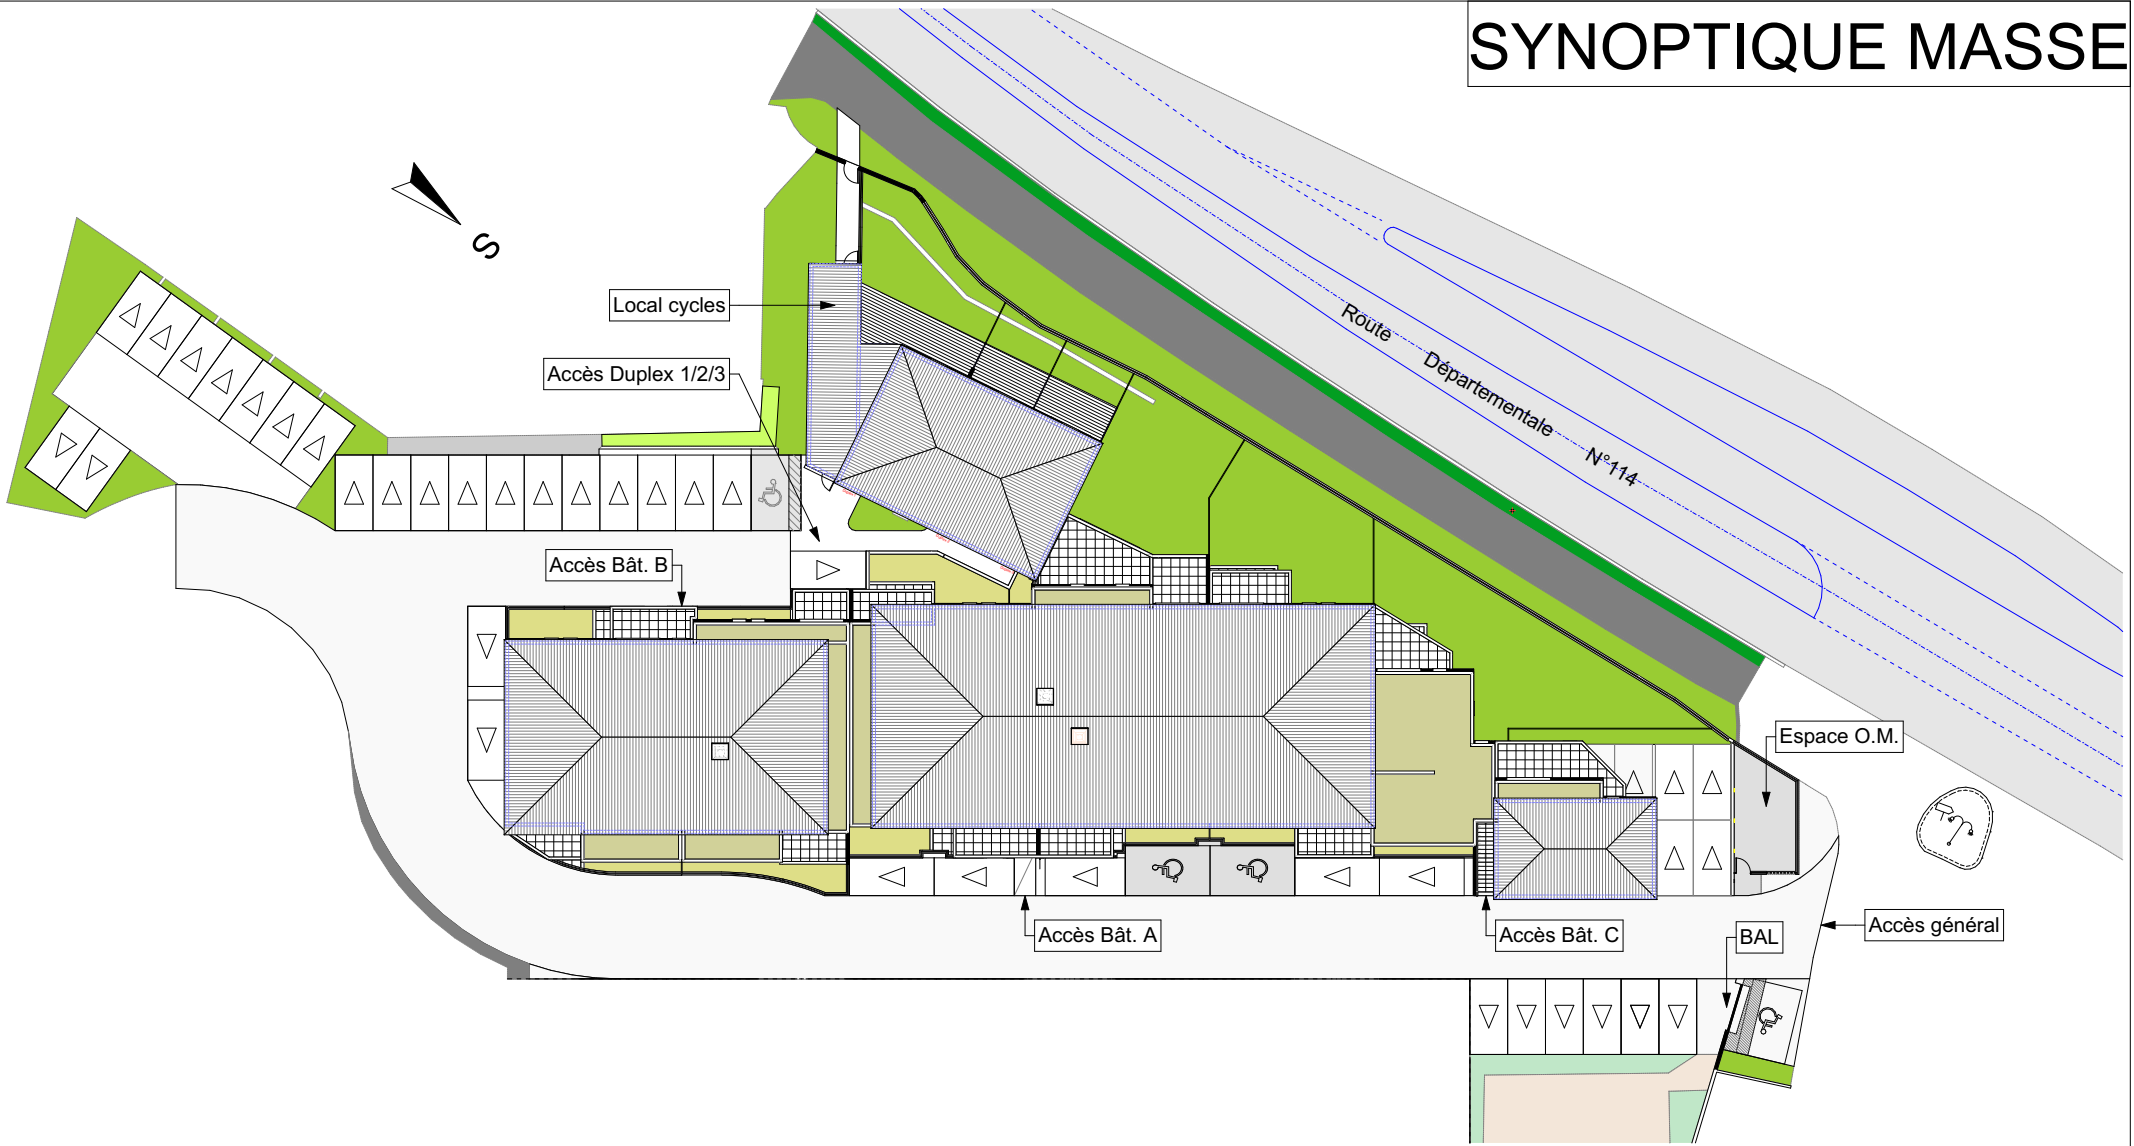 SYNOPTIQUE MASSE
S
Local cycles
Route Départementale N°114
Accès Duplex 1/2/3
Accès Bât. B
Espace O.M.
Accès Bât. A
Accès Bât. C
BAL
Accès général